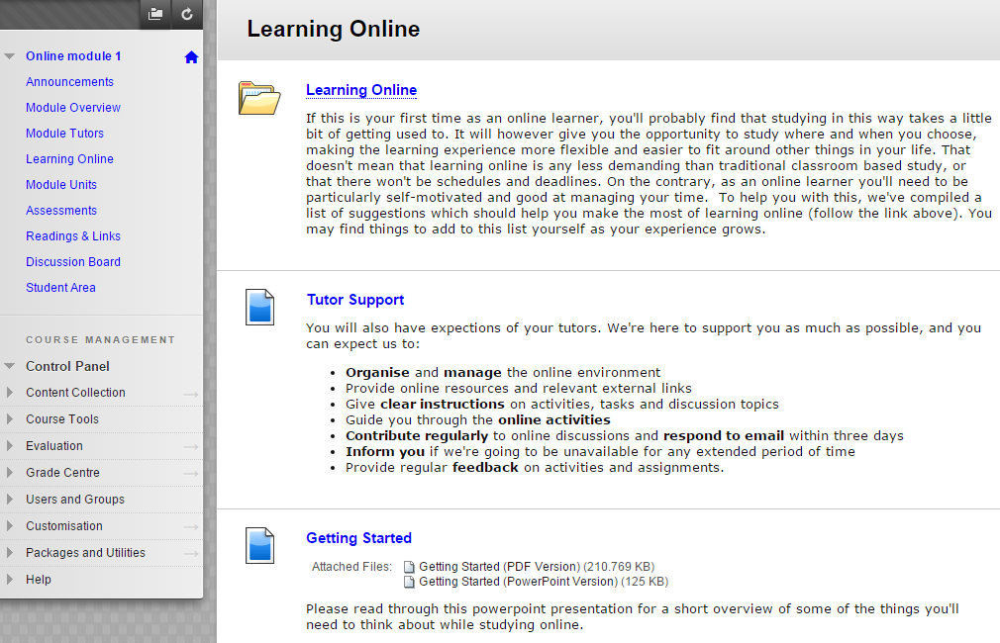 Online module 1
Announcements
Module Overview
Module Tutors
Learning Online
Module Units
Assessments
Readings & Links
Discussion Board
Student Area
COURSE MANAGEMENT
Control Panel
Content Collection
Course Tools
Evaluation
Grade Centre
Users and Groups
Customisation
Packages and Utilities
Help
Learning Online
Learning Online
If this is your first time as an online learner, you'll probably find that studying in this way takes a little
bit of getting used to. It will however give you the opportunity to study where and when you choose,
making the learning experience more flexible and easier to fit around other things in your life. That
doesn't mean that learning online is any less demanding than traditional classroom based study, or
that there won't be schedules and deadlines. On the contrary, as an online learner you'll need to be
particularly self-motivated and good at managing your time.  To help you with this, we've compiled a
list of suggestions which should help you make the most of learning online (follow the link above). You
may find things to add to this list yourself as your experience grows.
Tutor Support
You will also have expections of your tutors. We're here to support you as much as possible, and you
can expect us to:
• Organise and manage the online environment
• Provide online resources and relevant external links
• Give clear instructions on activities, tasks and discussion topics
• Guide you through the online activities
• Contribute regularly to online discussions and respond to email within three days
• Inform you if we're going to be unavailable for any extended period of time
• Provide regular feedback on activities and assignments.
Getting Started
Attached Files: Getting Started (PDF Version) (210.769 KB)
Getting Started (PowerPoint Version) (125 KB)
Please read through this powerpoint presentation for a short overview of some of the things you'll
need to think about while studying online.